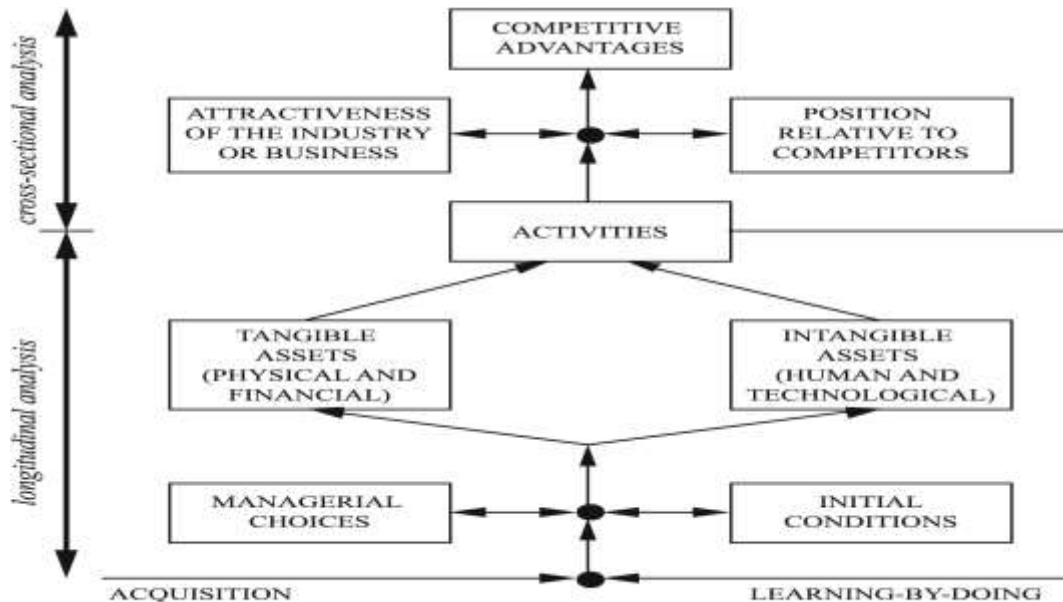 cross-sectional analysis
COMPETITIVE
ADVANTAGES
ATTRACTIVENESS
OF THE INDUSTRY
OR BUSINESS
POSITION
RELATIVE TO
COMPETITORS
ACTIVITIES
longitudinal analysis
TANGIBLE
ASSETS
(PHYSICAL AND
FINANCIAL)
INTANGIBLE
ASSETS
(HUMAN AND
TECHNOLOGICAL)
MANAGERIAL
CHOICES
INITIAL
CONDITIONS
ACQUISITION
LEARNING-BY-DOING